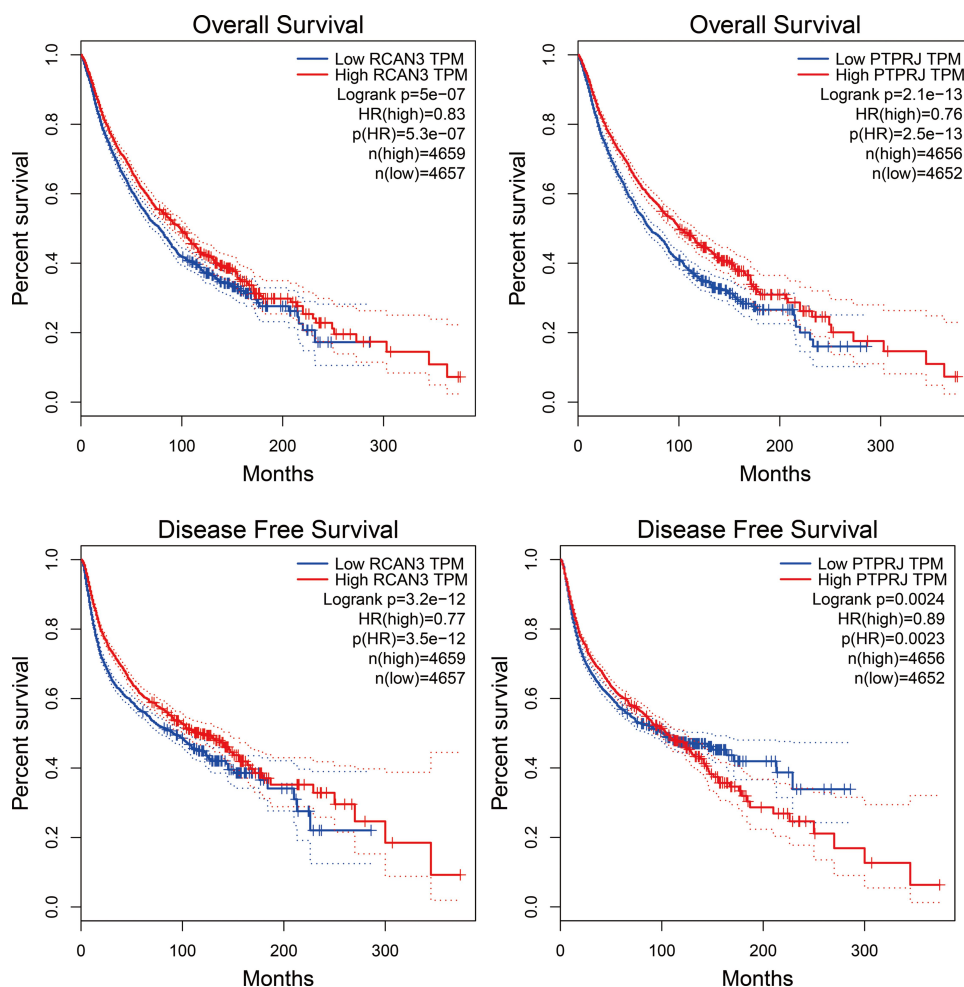 Overall Survival
Low RCAN3 TPM
High RCAN3 TPM
Logrank p=5e−07
HR(high)=0.83
p(HR)=5.3e−07
n(high)=4659
n(low)=4657
Percent survival
1.0
0.8
0.6
0.4
0.2
0.0
0 100 200 300
Months
Overall Survival
Low PTPRJ TPM
High PTPRJ TPM
Logrank p=2.1e−13
HR(high)=0.76
p(HR)=2.5e−13
n(high)=4656
n(low)=4652
Percent survival
1.0
0.8
0.6
0.4
0.2
0.0
0 100 200 300
Months
Disease Free Survival
Low RCAN3 TPM
High RCAN3 TPM
Logrank p=3.2e−12
HR(high)=0.77
p(HR)=3.5e−12
n(high)=4659
n(low)=4657
Percent survival
1.0
0.8
0.6
0.4
0.2
0.0
0 100 200 300
Months
Disease Free Survival
Low PTPRJ TPM
High PTPRJ TPM
Logrank p=0.0024
HR(high)=0.89
p(HR)=0.0023
n(high)=4656
n(low)=4652
Percent survival
1.0
0.8
0.6
0.4
0.2
0.0
0 100 200 300
Months